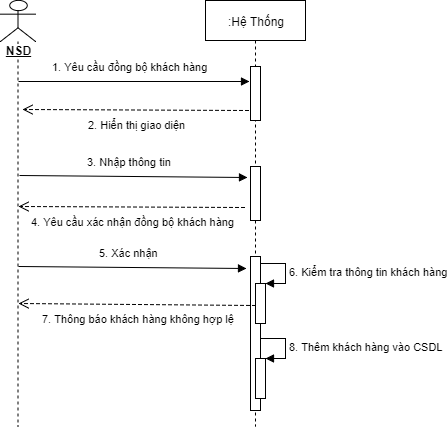 :Hệ Thống
NSD
1. Yêu cầu đồng bộ khách hàng
2. Hiển thị giao diện
3. Nhập thông tin
4. Yêu cầu xác nhận đồng bộ khách hàng
5. Xác nhận
6. Kiểm tra thông tin khách hàng
7. Thông báo khách hàng không hợp lệ
8. Thêm khách hàng vào CSDL